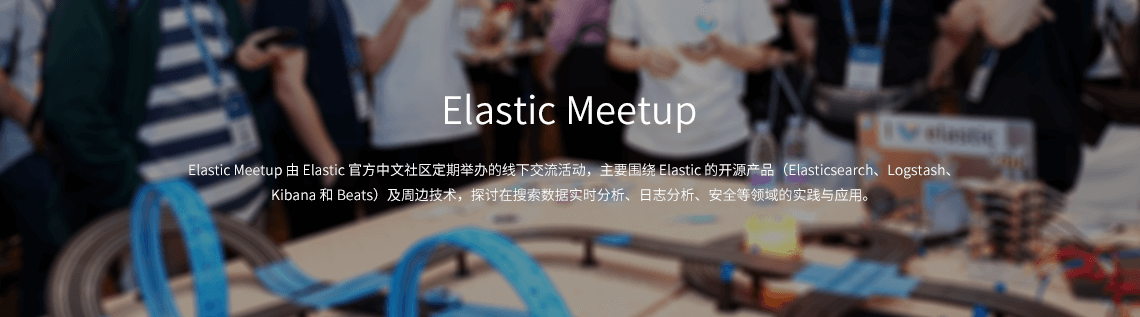 Elastic Meetup
Elastic Meetup 由 Elastic 官方中文社区定期举办的线下交流活动，主要围绕 Elastic 的开源产品（Elasticsearch、Logstash、
Kibana 和 Beats）及周边技术，探讨在搜索数据实时分析、日志分析、安全等领域的实践与应用。
I
elastic